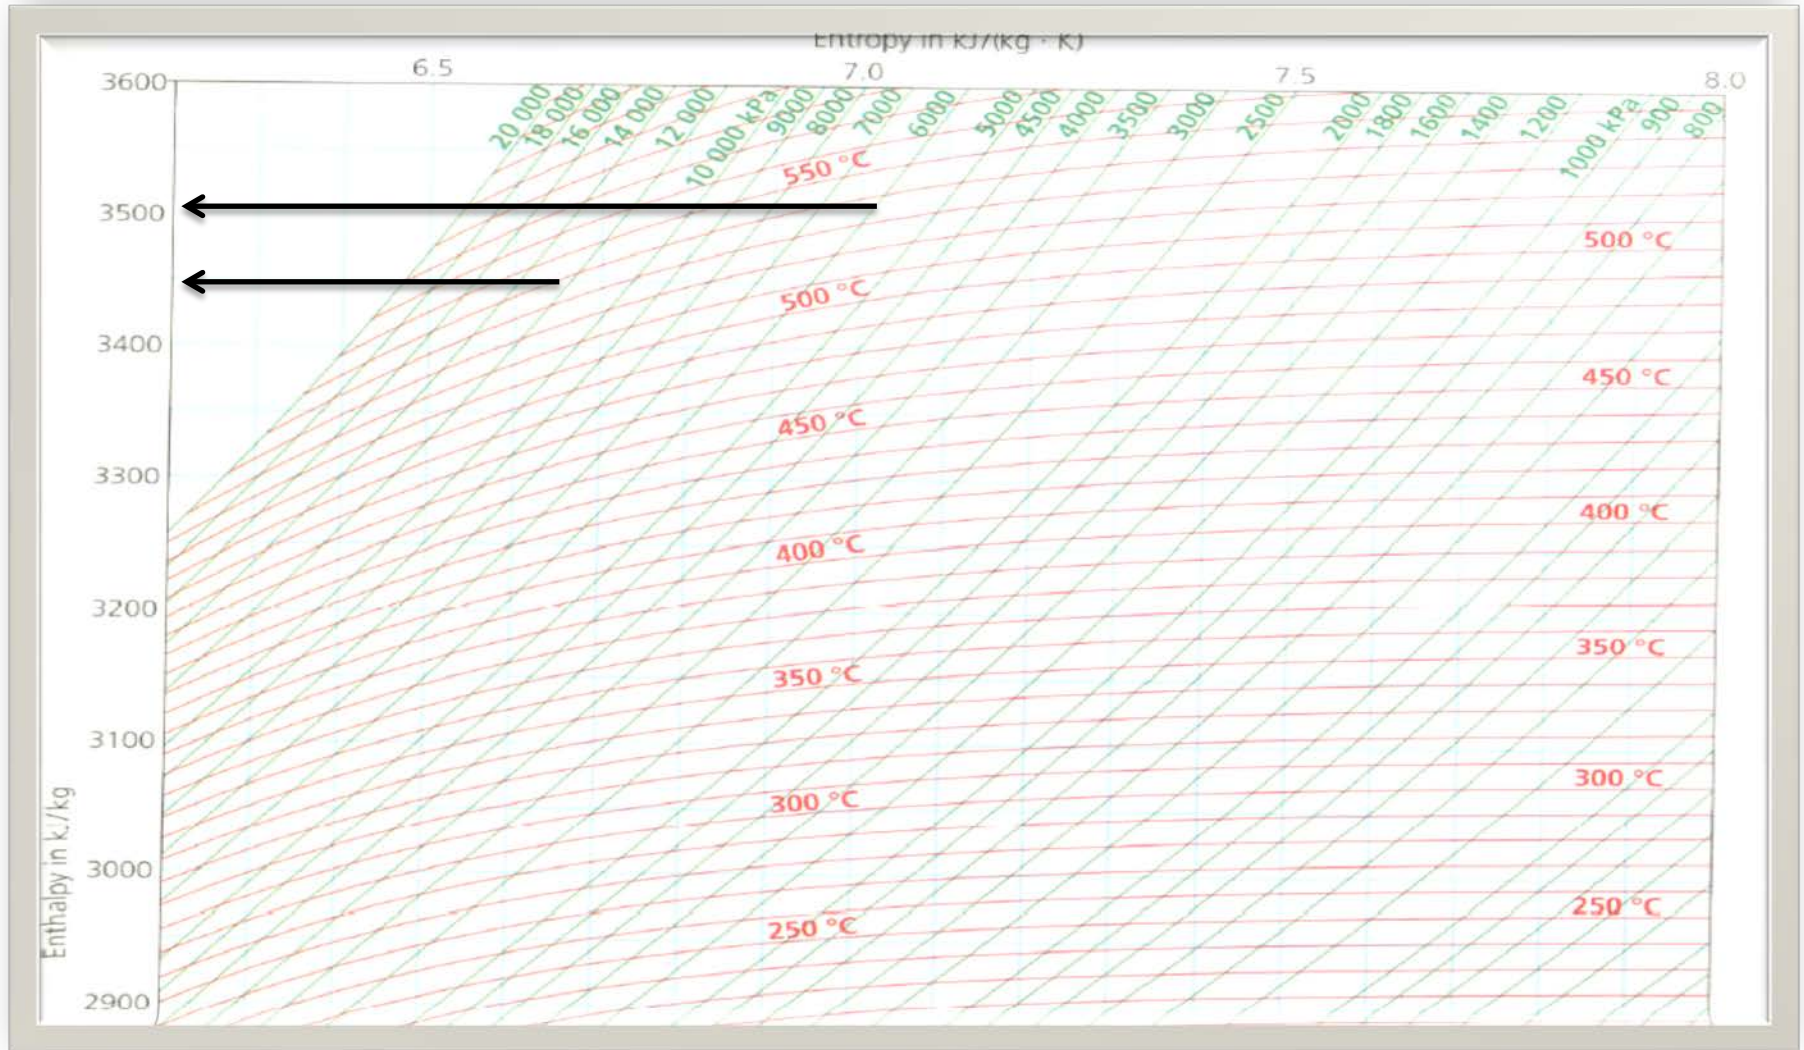 Entropy in kJ/(kg · K)
6.5 7.0 7.5 8.0
3600
20 000 18 000 16 000 14 000 12 000 10 000 kPa 9000 8000 7000 6000 5000 4500 4000 3500 3000 2500 2000 1800 1600 1400 1200 1000 kPa 900 800
550 °C
3500
500 °C
500 °C
3400
450 °C
450 °C
3300
400 °C
400 °C
3200
350 °C
350 °C
3100
300 °C
300 °C
3000
250 °C
250 °C
2900
Enthalpy in kJ/kg